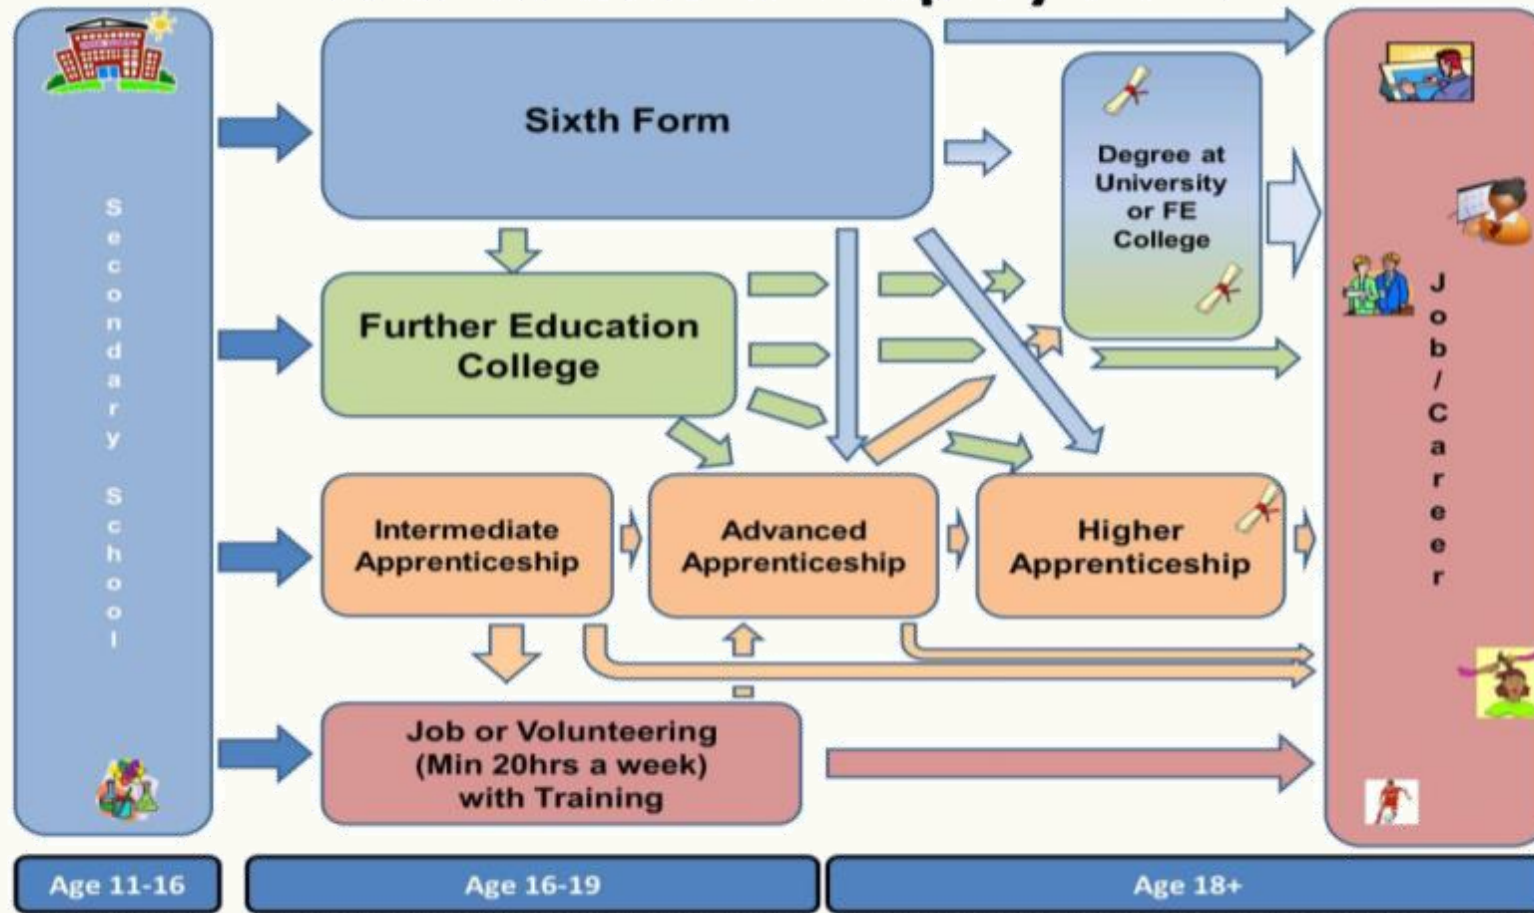 Secondary School
Sixth Form
Degree at
University
or FE
College
Further Education
College
Intermediate
Apprenticeship
Advanced
Apprenticeship
Higher
Apprenticeship
Job or Volunteering
(Min 20hrs a week)
with Training
Job/Career
Age 11-16
Age 16-19
Age 18+